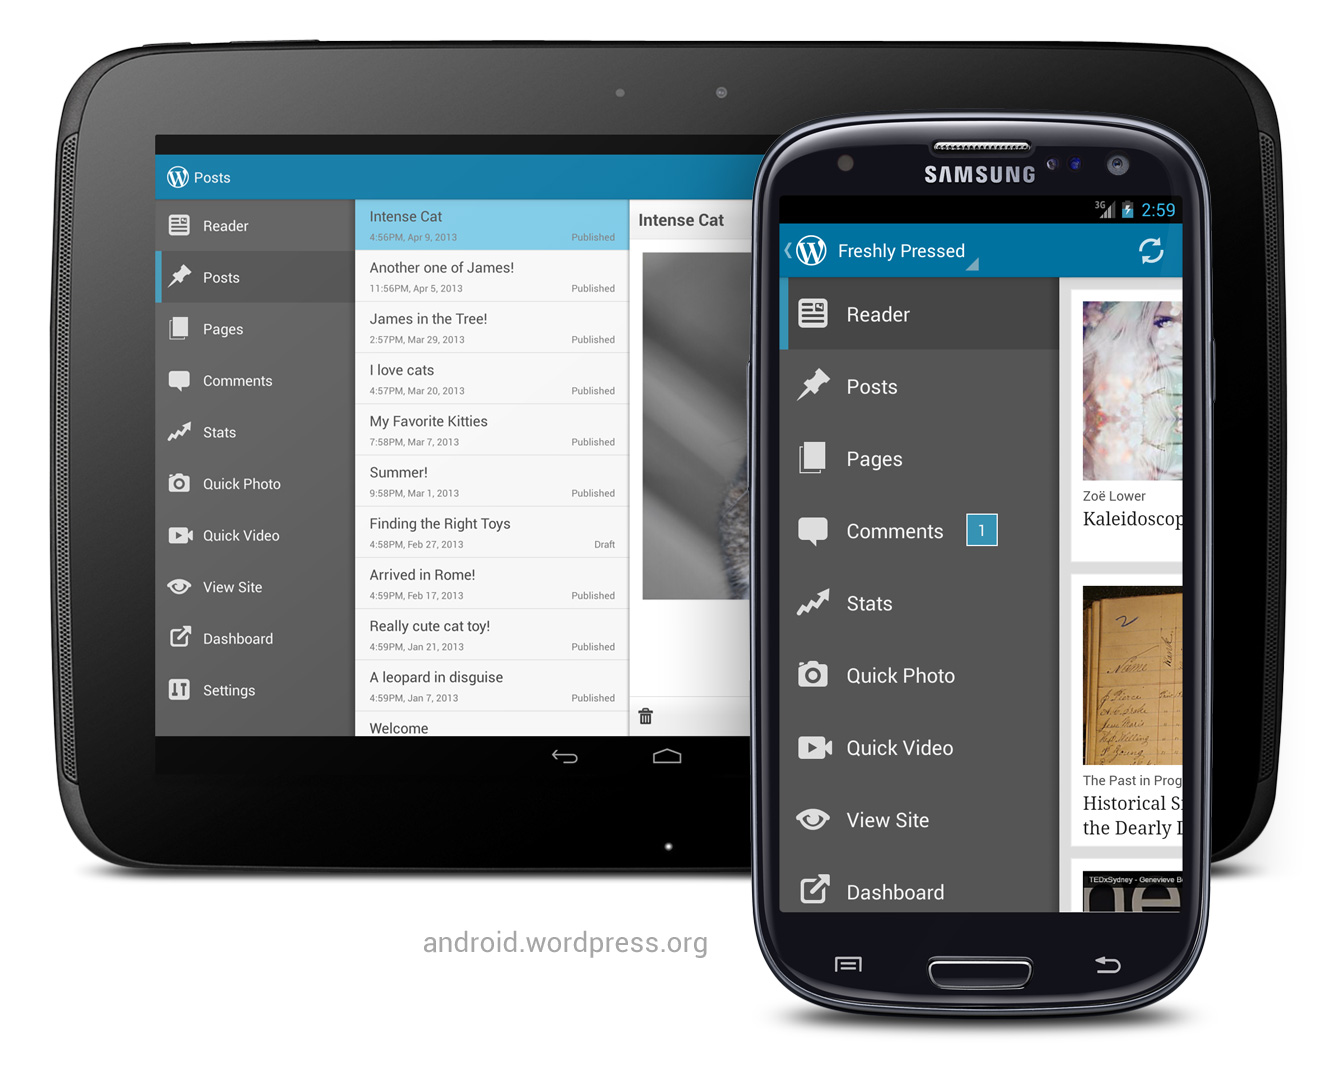 Posts
Reader
Posts
Pages
Comments
Stats
Quick Photo
Quick Video
View Site
Dashboard
Settings
Intense Cat
4:56PM, Apr 9, 2013 Published
Another one of James!
11:56PM, Apr 5, 2013 Published
James in the Tree!
2:57PM, Mar 29, 2013 Published
I love cats
4:57PM, Mar 20, 2013 Published
My Favorite Kitties
7:58PM, Mar 7, 2013 Published
Summer!
9:58PM, Mar 1, 2013 Published
Finding the Right Toys
4:58PM, Feb 27, 2013 Draft
Arrived in Rome!
4:59PM, Feb 17, 2013 Published
Really cute cat toy!
4:59PM, Jan 21, 2013 Published
A leopard in disguise
4:59PM, Jan 7, 2013 Published
Welcome
Intense Cat
SAMSUNG
3G 2:59
Freshly Pressed
Reader
Posts
Pages
Comments 1
Stats
Quick Photo
Quick Video
View Site
Dashboard
Zoë Lower
Kaleidoscop
2
Name
The Past in Prog
Historical
the Dearly
TEDxSydney - Genevieve B
android.wordpress.org